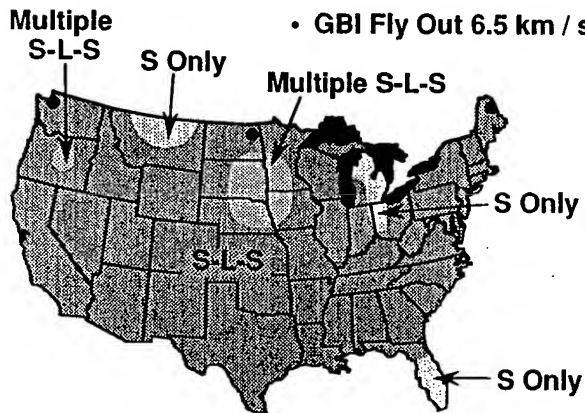 • GBI Fly Out 6.5 km / s
Multiple
S-L-S
S Only
Multiple S-L-S
S Only
S-L-S
S Only